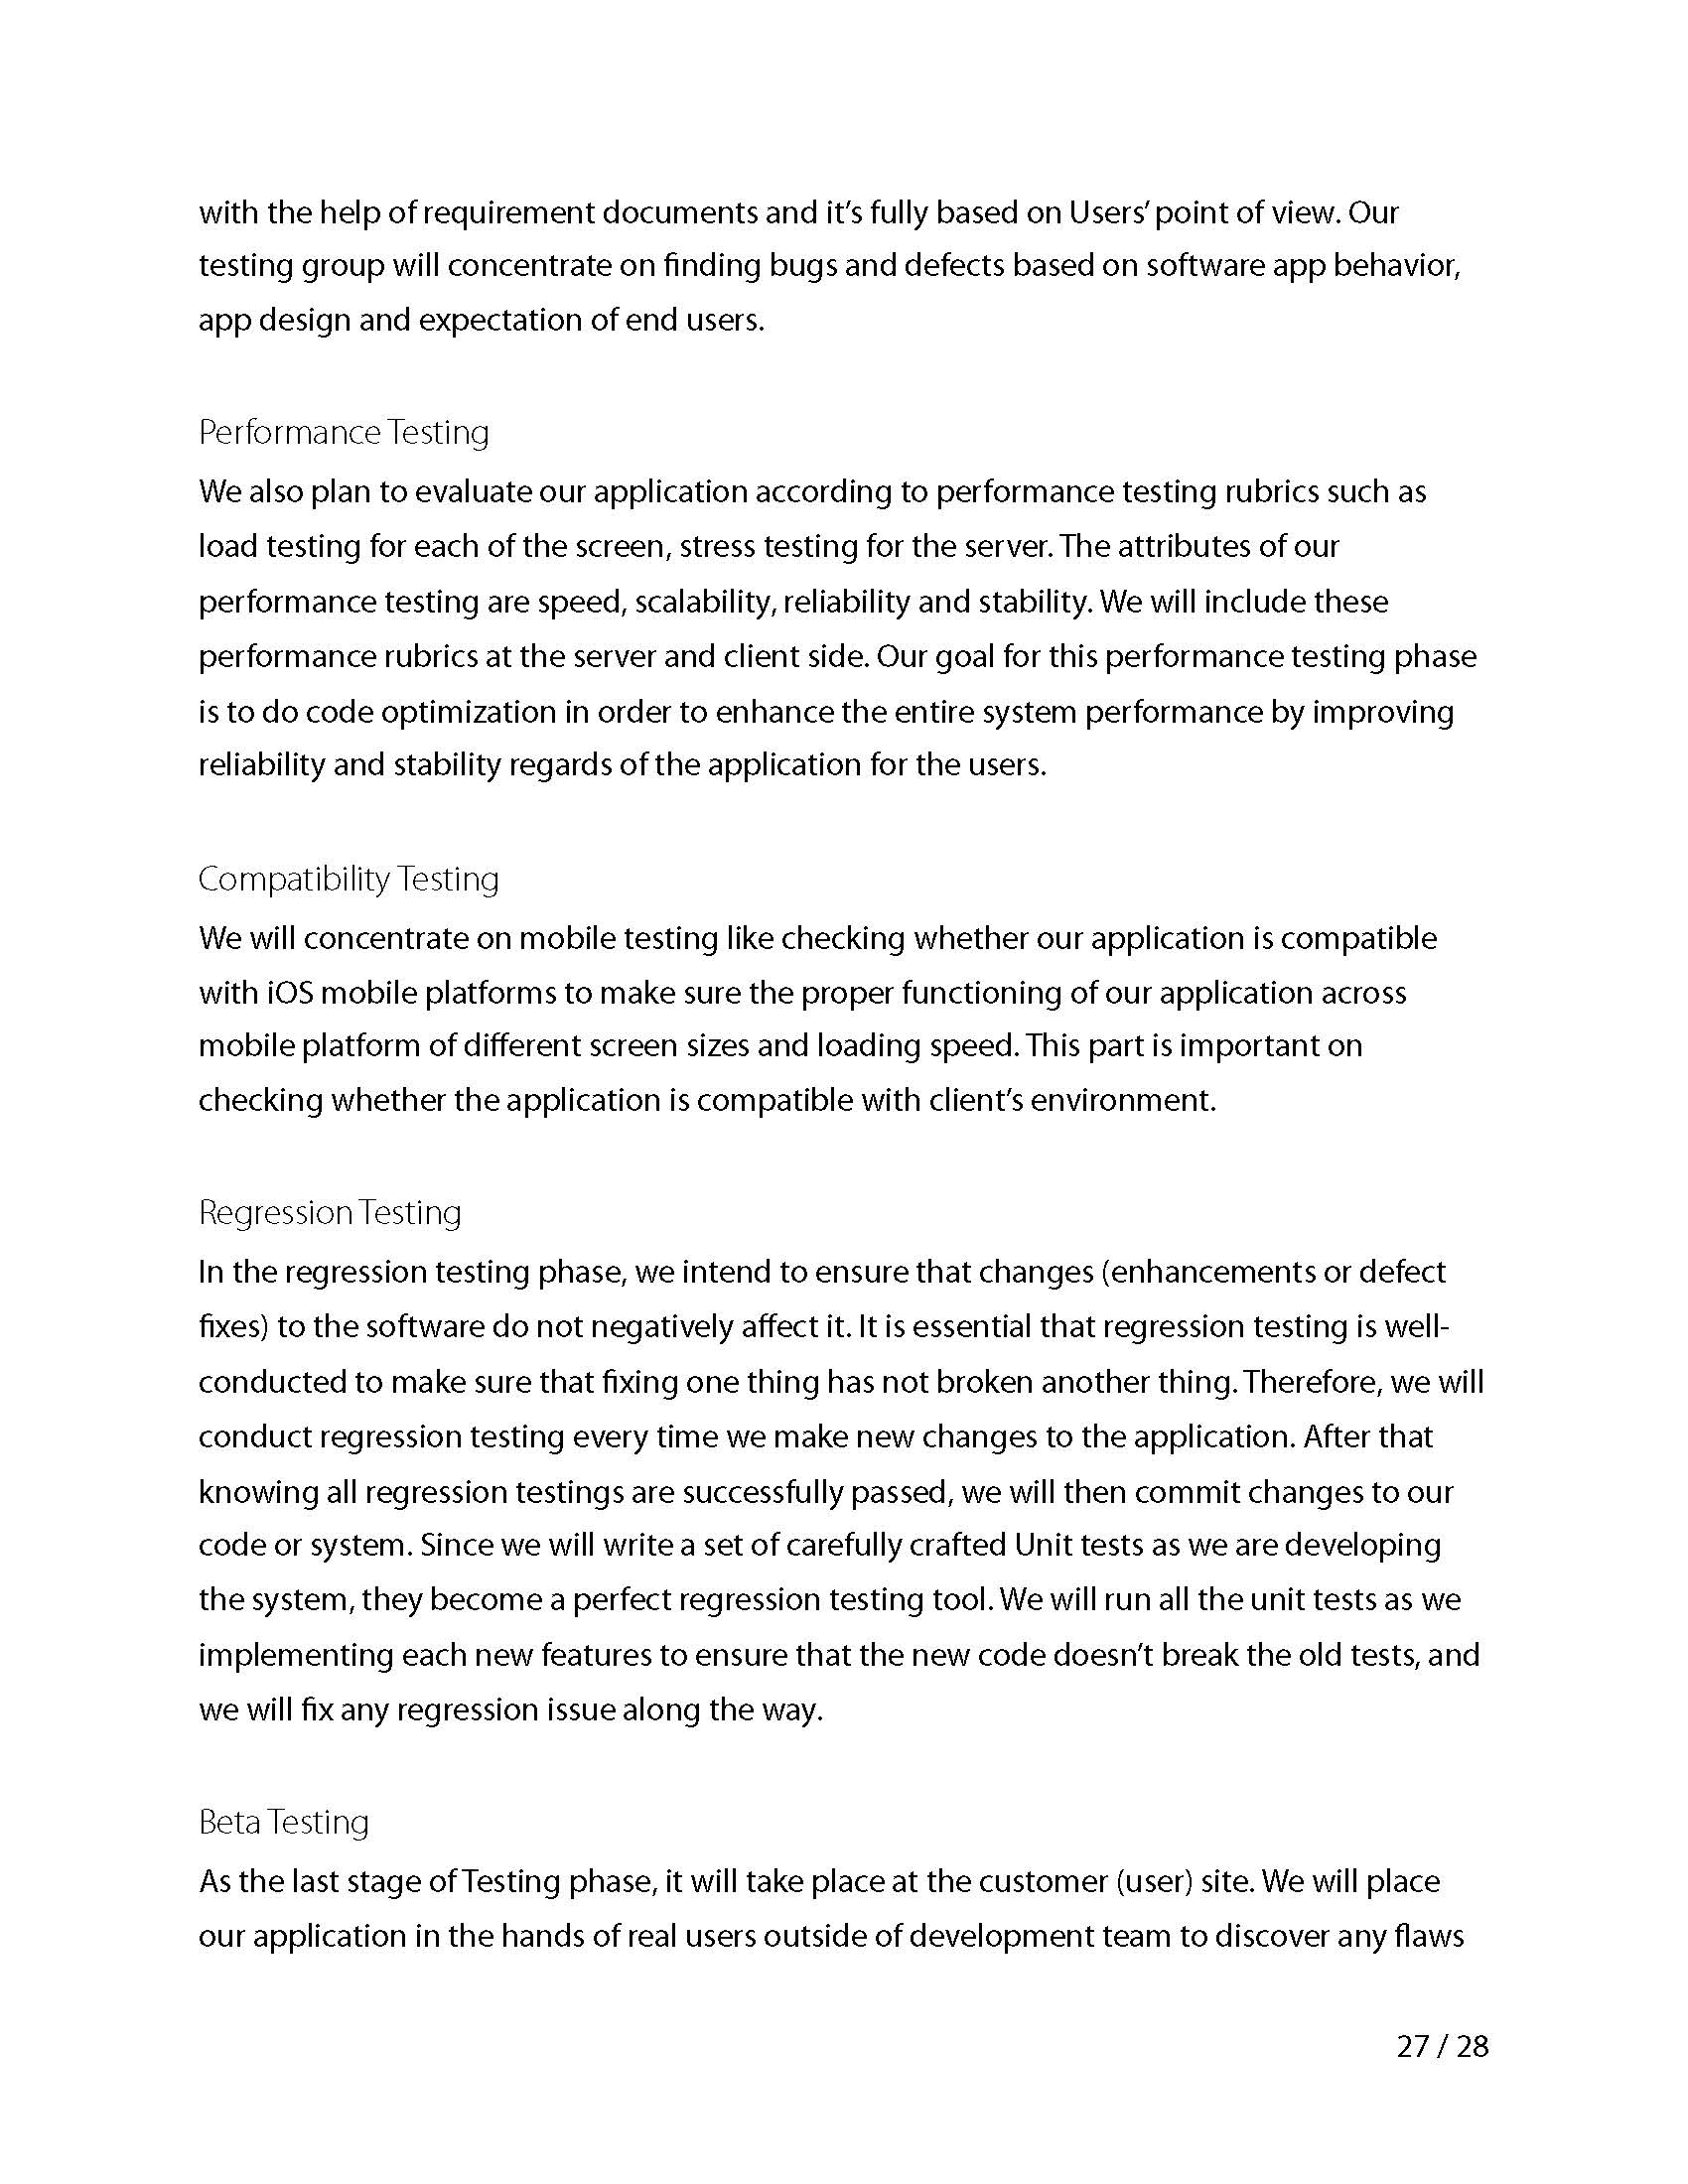 with the help of requirement documents and it’s fully based on Users’ point of view. Our
testing group will concentrate on finding bugs and defects based on software app behavior,
app design and expectation of end users.
Performance Testing
We also plan to evaluate our application according to performance testing rubrics such as
load testing for each of the screen, stress testing for the server. The attributes of our
performance testing are speed, scalability, reliability and stability. We will include these
performance rubrics at the server and client side. Our goal for this performance testing phase
is to do code optimization in order to enhance the entire system performance by improving
reliability and stability regards of the application for the users.
Compatibility Testing
We will concentrate on mobile testing like checking whether our application is compatible
with iOS mobile platforms to make sure the proper functioning of our application across
mobile platform of different screen sizes and loading speed. This part is important on
checking whether the application is compatible with client’s environment.
Regression Testing
In the regression testing phase, we intend to ensure that changes (enhancements or defect
fixes) to the software do not negatively affect it. It is essential that regression testing is well-
conducted to make sure that fixing one thing has not broken another thing. Therefore, we will
conduct regression testing every time we make new changes to the application. After that
knowing all regression testings are successfully passed, we will then commit changes to our
code or system. Since we will write a set of carefully crafted Unit tests as we are developing
the system, they become a perfect regression testing tool. We will run all the unit tests as we
implementing each new features to ensure that the new code doesn’t break the old tests, and
we will fix any regression issue along the way.
Beta Testing
As the last stage of Testing phase, it will take place at the customer (user) site. We will place
our application in the hands of real users outside of development team to discover any flaws
27 / 28